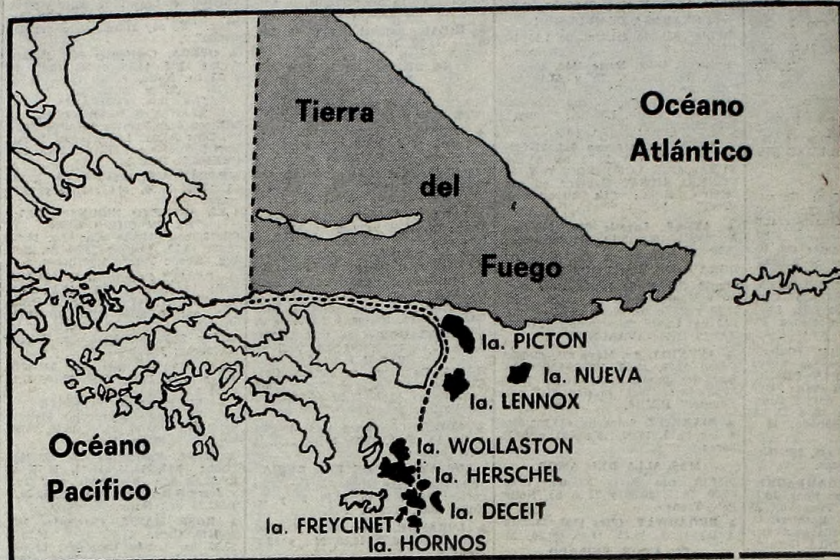 Tierra
del
Fuego
Océano
Atlántico
Ia. PICTON
Ia. NUEVA
Ia. LENNOX
Océano
Pacífico
Ia. WOLLASTON
Ia. HERSCHEL
Ia. DECEIT
Ia. FREYCINET
Ia. HORNOS